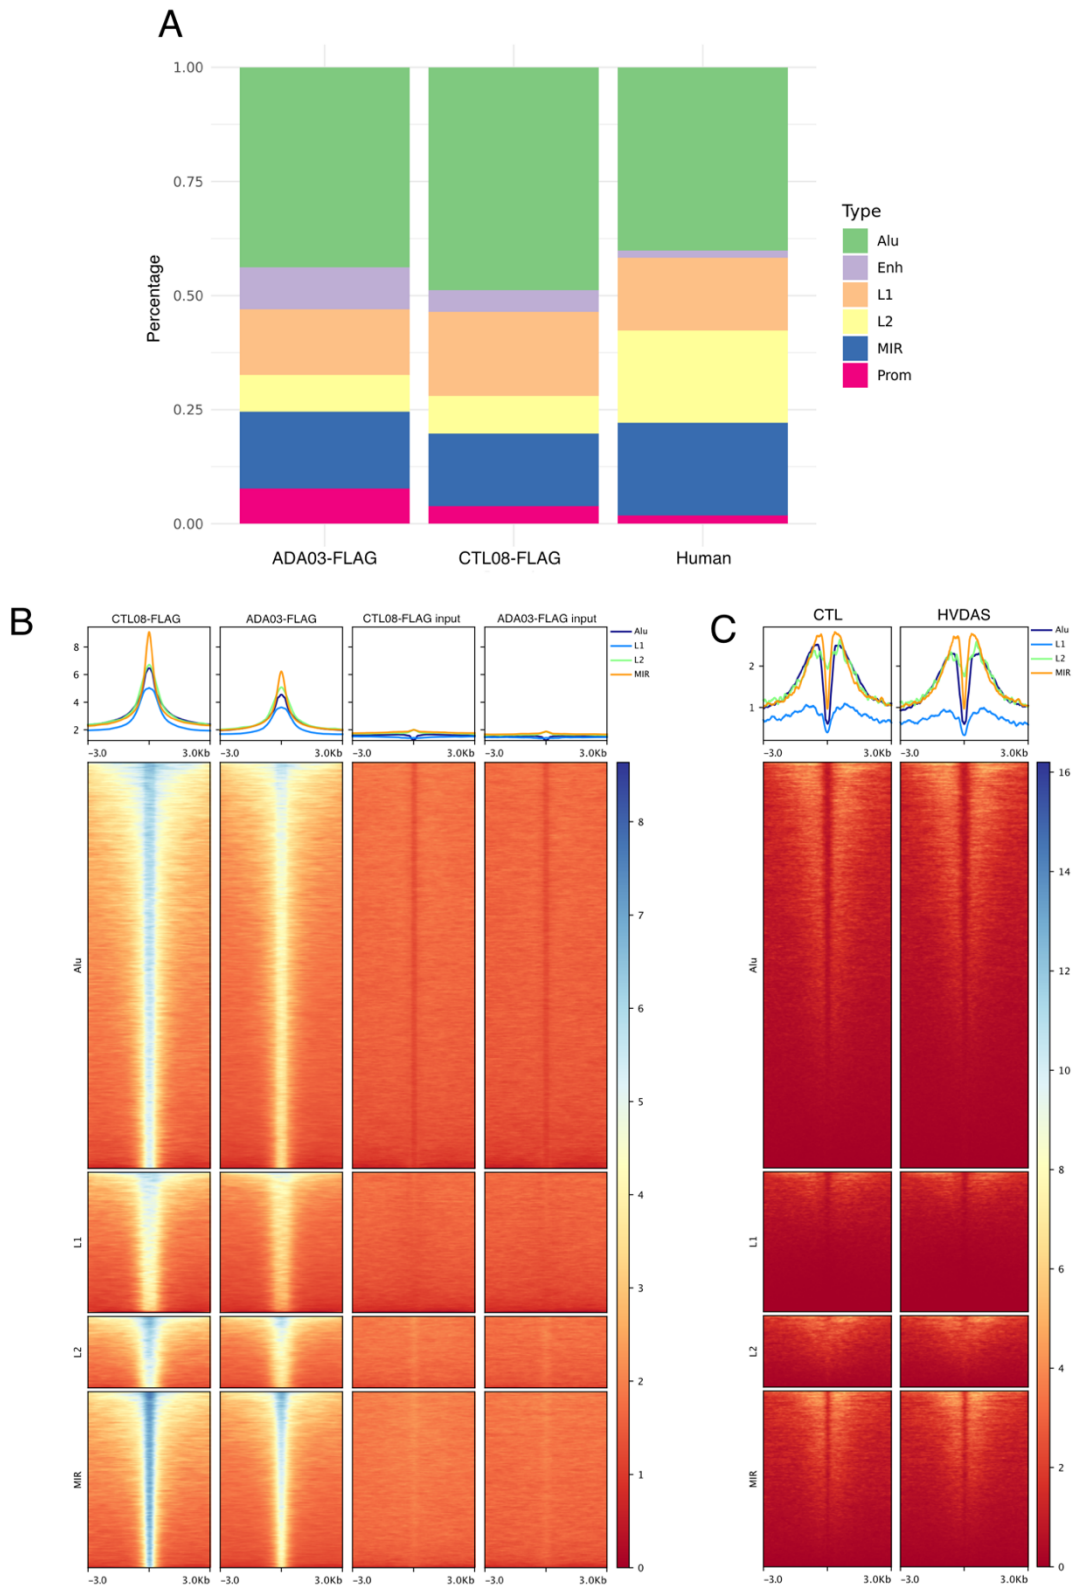 A
1.00
0.75
0.50
0.25
0.00
Percentage
ADA03-FLAG CTL08-FLAG Human
Type
Alu
Enh
L1
L2
MIR
Prom
B
CTL08-FLAG ADA03-FLAG CTL08-FLAG input ADA03-FLAG input
Alu
L1
L2
MIR
8
6
4
2
−3.0 3.0Kb −3.0 3.0Kb −3.0 3.0Kb −3.0 3.0Kb
Alu
L1
L2
MIR
8
7
6
5
4
3
2
1
0
−3.0 3.0Kb −3.0 3.0Kb −3.0 3.0Kb −3.0 3.0Kb
C
CTL HVDAS
Alu
L1
L2
MIR
2
1
−3.0 3.0Kb −3.0 3.0Kb
Alu
L1
L2
MIR
16
14
12
10
8
6
4
2
0
−3.0 3.0Kb −3.0 3.0Kb